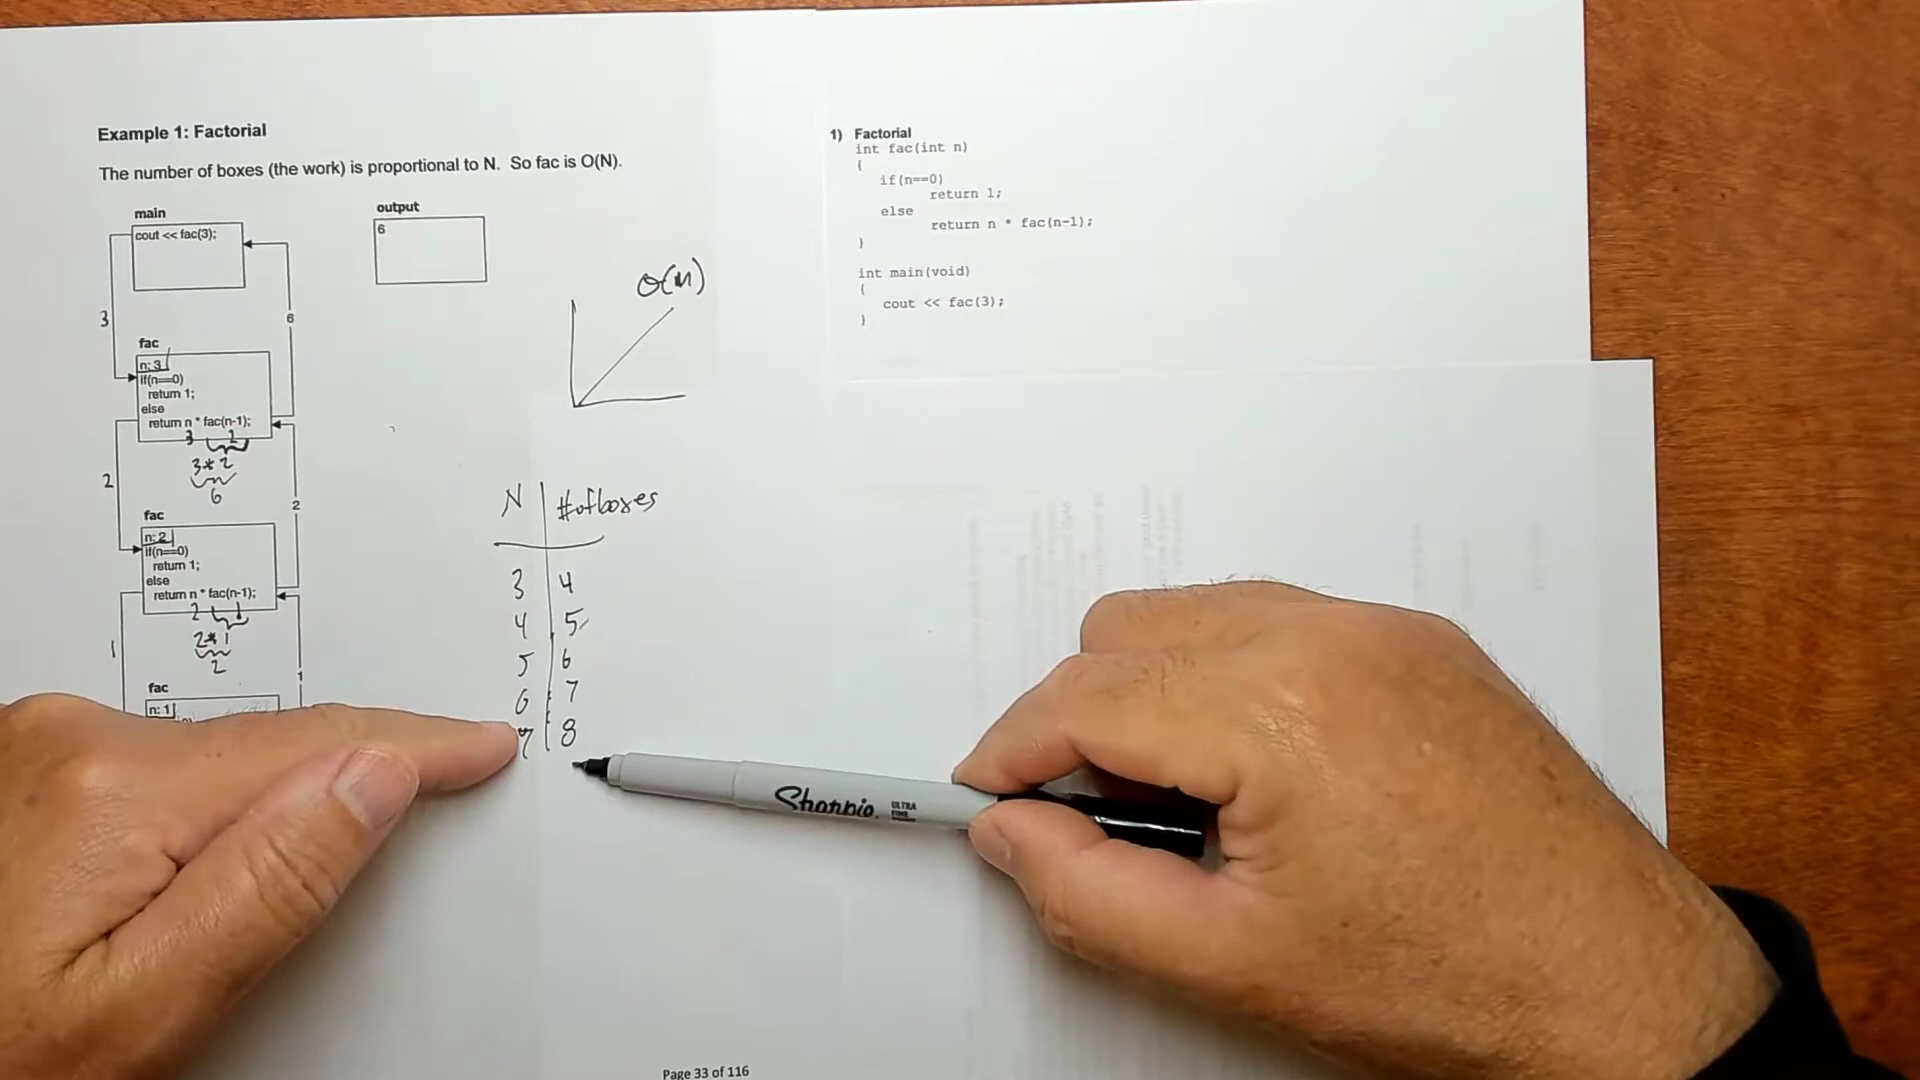 Example 1: Factorial
The number of boxes (the work) is proportional to N. So fac is O(N).
main
cout << fac(3);
output
6
3
6
fac
n: 3
if(n==0)
return 1;
else
return n * fac(n-1);
3 2
3*2
6
2
2
fac
n: 2
if(n==0)
return 1;
else
return n * fac(n-1);
2 1
2*1
2
1
1
fac
n: 1
O(N)
N #ofboxes
3 4
4 5
5 6
6 7
7 8
1) Factorial
int fac(int n)
{
if(n==0)
return 1;
else
return n * fac(n-1);
}
int main(void)
{
cout << fac(3);
}
Sharpie.
ULTRA
FINE
Page 33 of 116